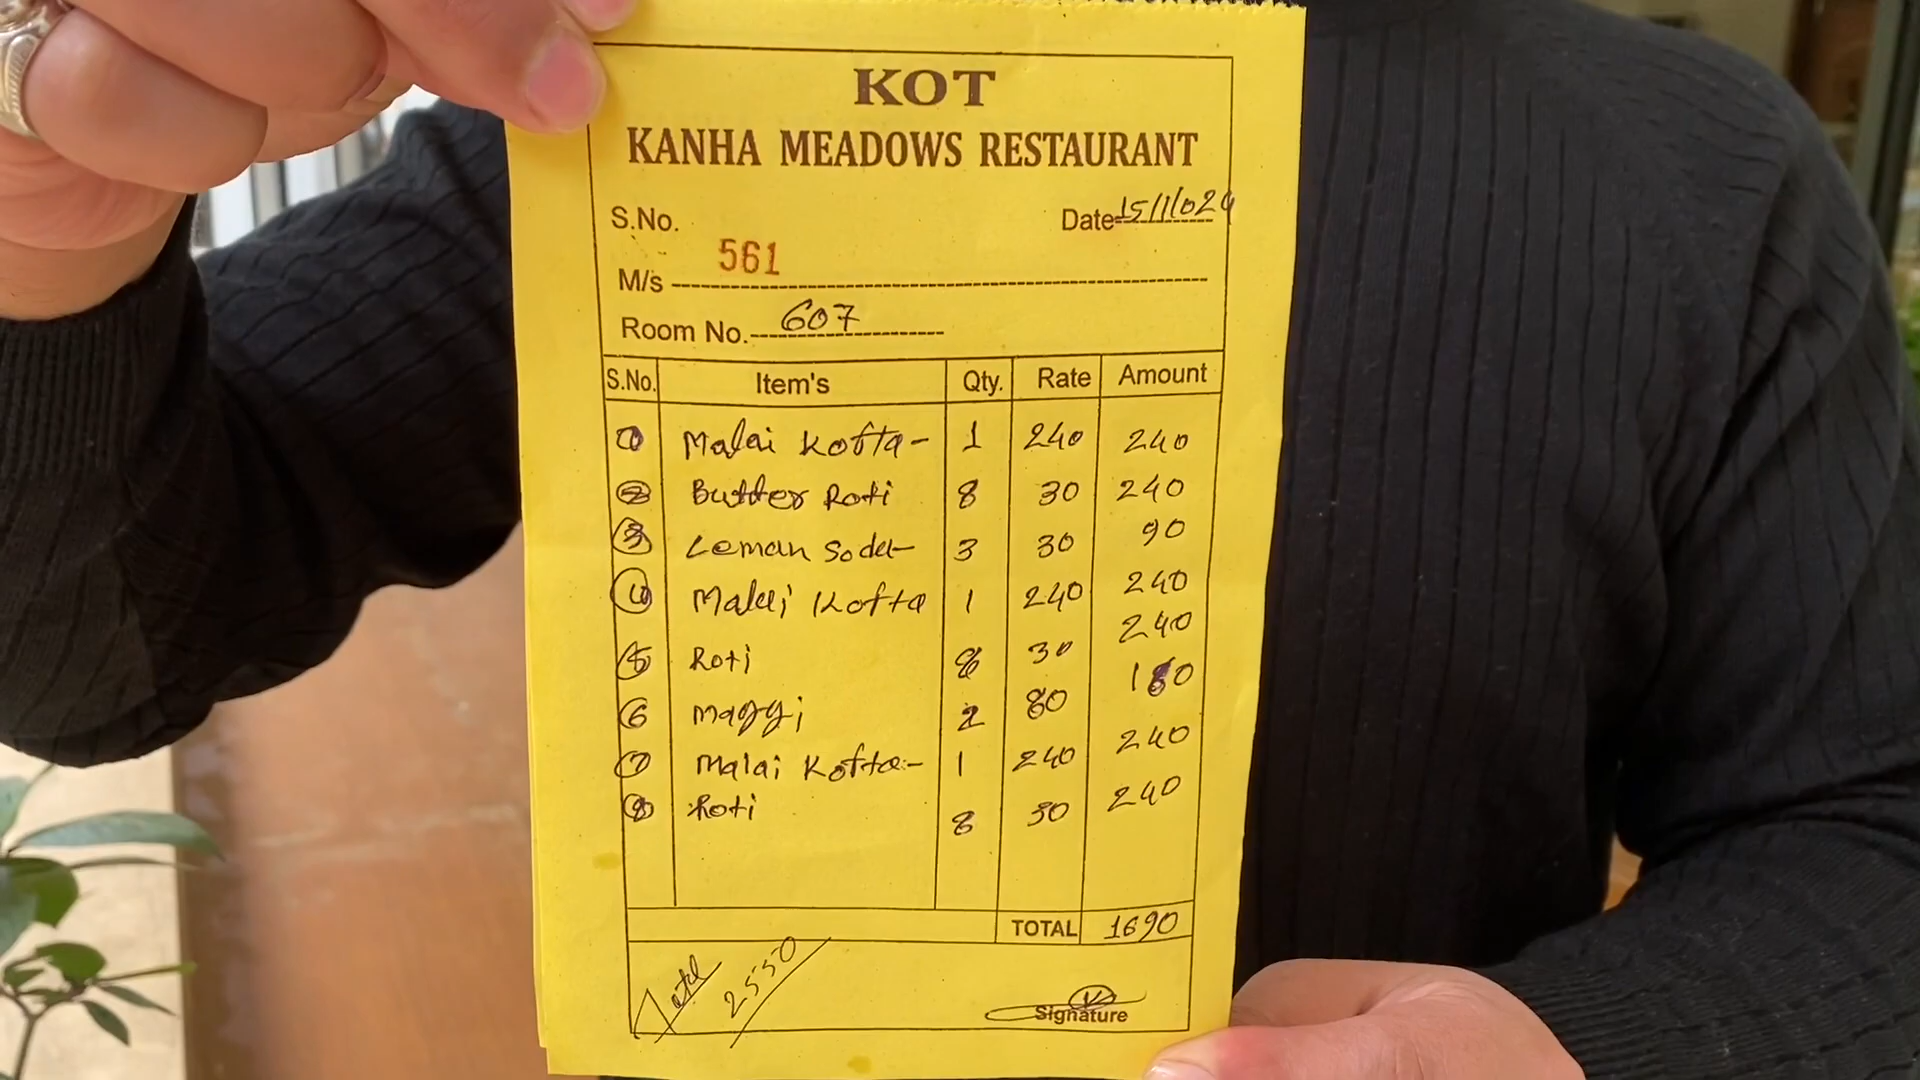 KOT
KANHA MEADOWS RESTAURANT
S.No. 561 Date 15/1/024
M/s
Room No. 607
S.No. Item's Qty. Rate Amount
1 Malai Kofta- 1 240 240
2 Butter Roti 8 30 240
3 Leman Soda- 3 30 90
4 Malai Kofta 1 240 240
5 Roti 8 30 240
6 Maggi 2 80 160
7 Malai Kofta- 1 240 240
8 Roti 8 30 240
TOTAL 1690
Total 2550
Signature